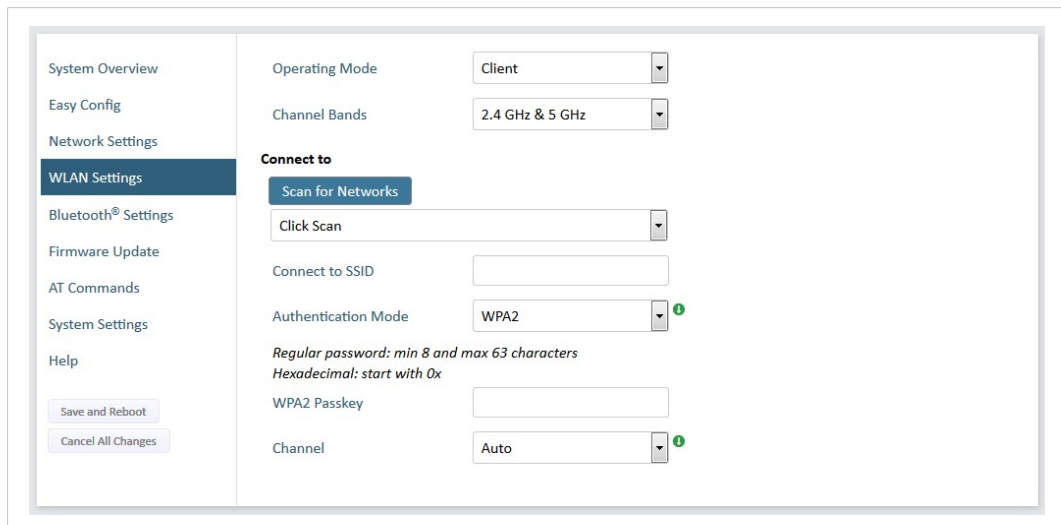 System Overview
Easy Config
Network Settings
WLAN Settings
Bluetooth® Settings
Firmware Update
AT Commands
System Settings
Help
Save and Reboot
Cancel All Changes
Operating Mode
Client
Channel Bands
2.4 GHz & 5 GHz
Connect to
Scan for Networks
Click Scan
Connect to SSID
Authentication Mode
WPA2
Regular password: min 8 and max 63 characters
Hexadecimal: start with 0x
WPA2 Passkey
Channel
Auto